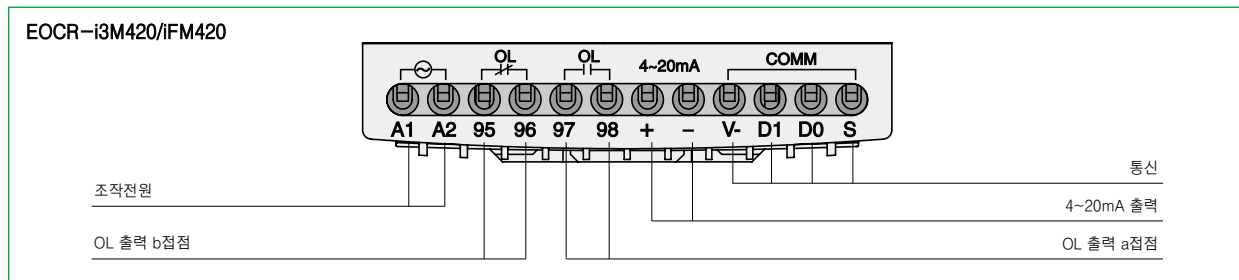 EOCR-i3M420/iFM420
OL OL 4~20mA COMM
A1 A2 95 96 97 98 + - V- D1 D0 S
통신
조작전원
4~20mA 출력
OL 출력 b접점
OL 출력 a접점